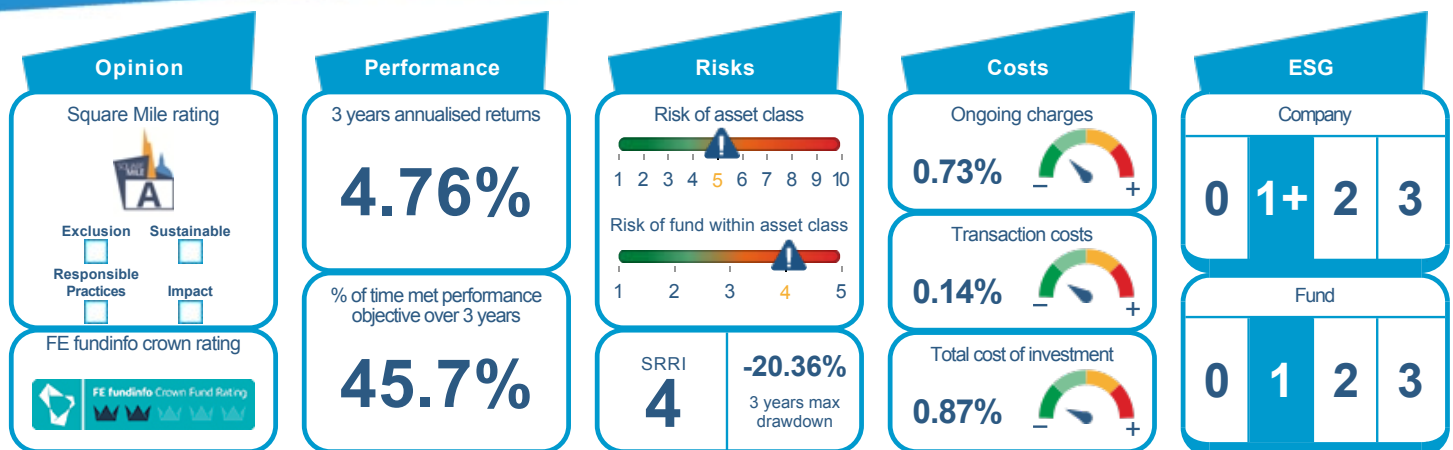 Opinion
Square Mile rating
SQUARE
MILE
A
Exclusion
Sustainable
Responsible
Practices
Impact
FE fundinfo crown rating
FE fundinfo Crown Fund Rating
Performance
3 years annualised returns
4.76%
% of time met performance
objective over 3 years
45.7%
Risks
Risk of asset class
!
1 2 3 4 5 6 7 8 9 10
Risk of fund within asset class
!
1 2 3 4 5
SRRI
4
-20.36%
3 years max
drawdown
Costs
Ongoing charges
0.73%
– +
Transaction costs
0.14%
– +
Total cost of investment
0.87%
– +
ESG
Company
0 1+ 2 3
Fund
0 1 2 3